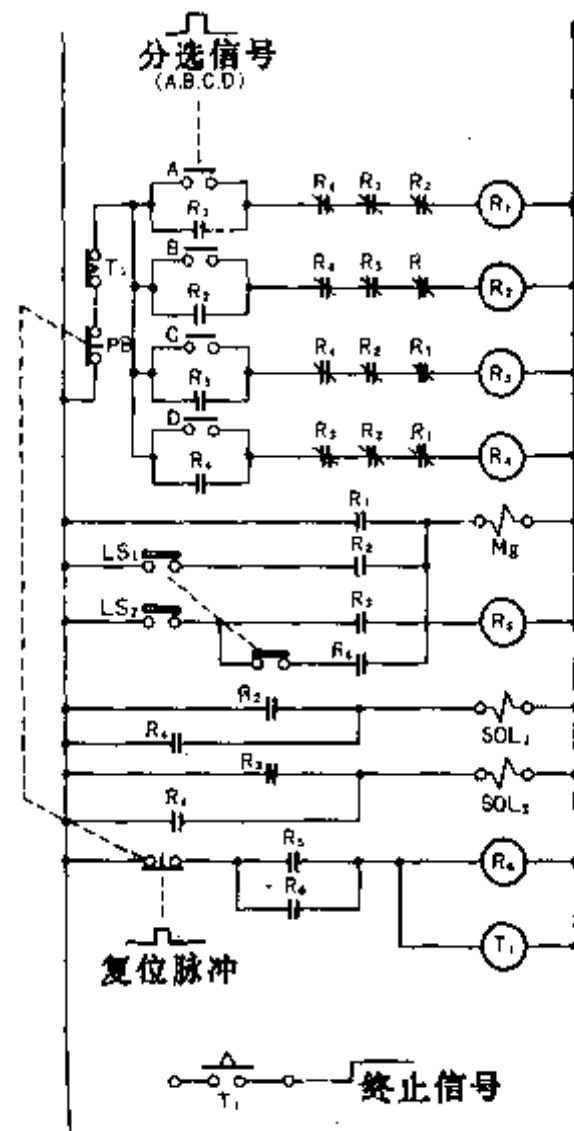 分选信号
(A.B.C.D)
A
R₄ R₃ R₂
R₁
B
R₄ R₃ R
R₂
R₂
T₁
PB
C
R₄ R₂ R₁
R₃
R₃
D
R₃ R₂ R₁
R₄
R₄
R₁
Mg
LS₁
R₂
LS₂
R₃
R₅
R₄
R₂
SOL₁
R₄
R₃
SOL₂
R₄
R₅
R₆
R₆
T₁
复位脉冲
T₁
终止信号